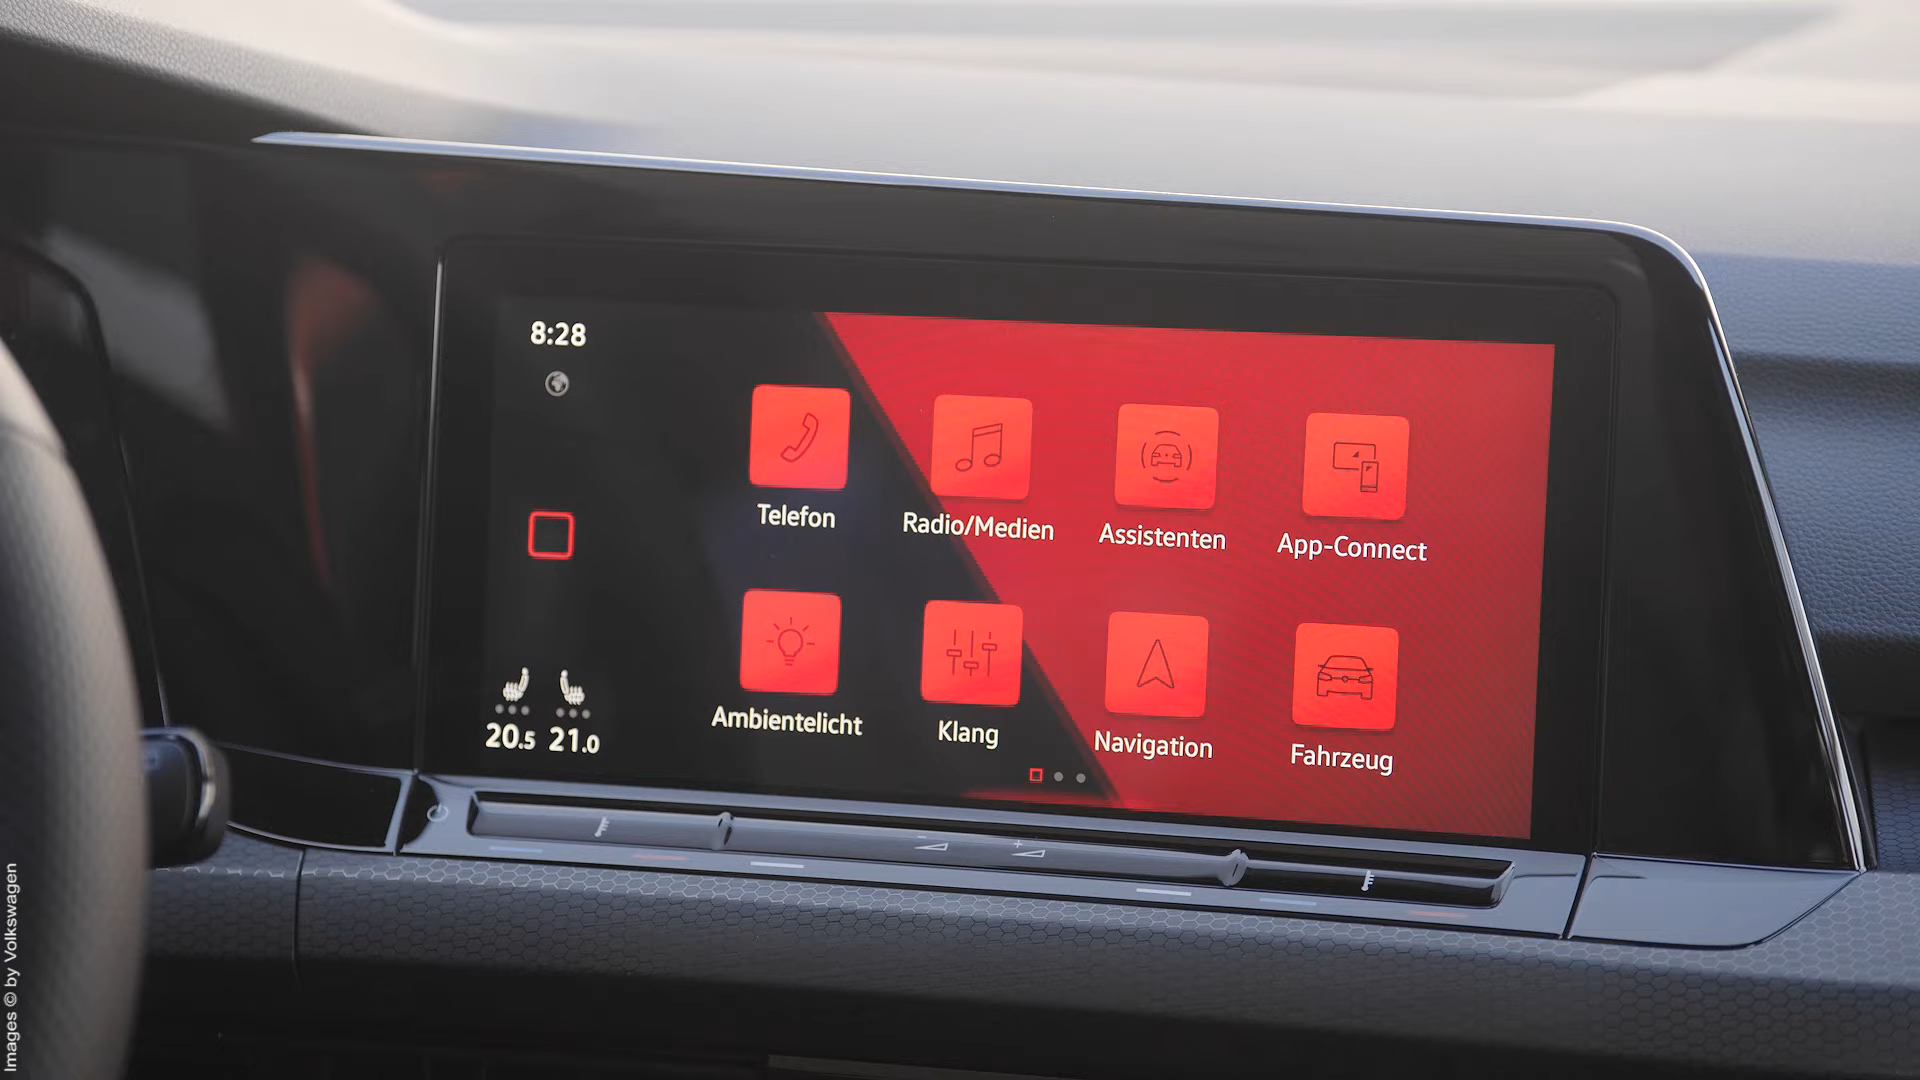 8:28
Telefon
Radio/Medien
Assistenten
App-Connect
Ambientelicht
Klang
Navigation
Fahrzeug
20.5 21.0
Images © by Volkswagen